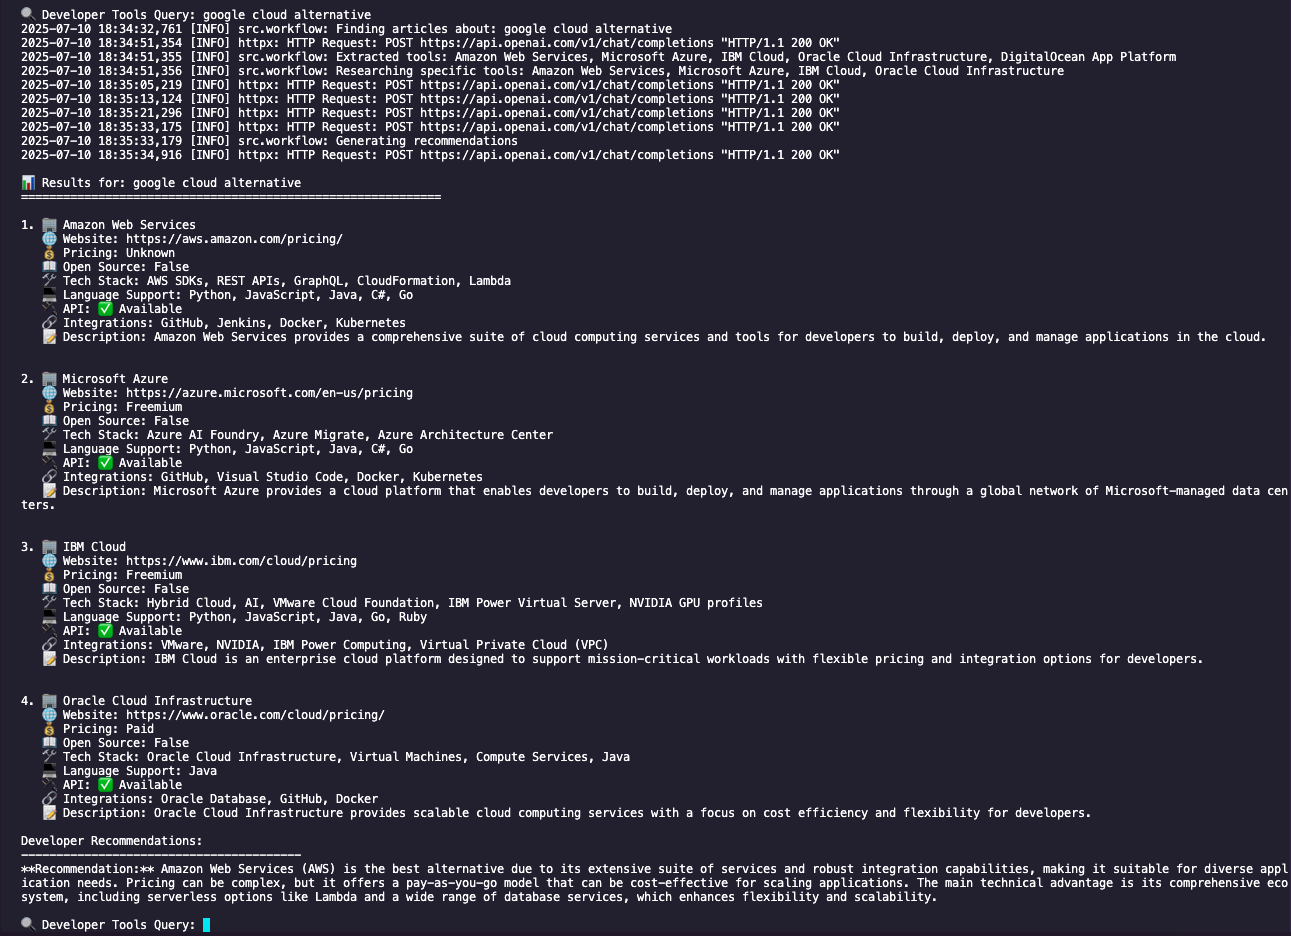 🔍 Developer Tools Query: google cloud alternative
2025-07-10 18:34:32,761 [INFO] src.workflow: Finding articles about: google cloud alternative
2025-07-10 18:34:51,354 [INFO] httpx: HTTP Request: POST https://api.openai.com/v1/chat/completions "HTTP/1.1 200 OK"
2025-07-10 18:34:51,355 [INFO] src.workflow: Extracted tools: Amazon Web Services, Microsoft Azure, IBM Cloud, Oracle Cloud Infrastructure, DigitalOcean App Platform
2025-07-10 18:34:51,356 [INFO] src.workflow: Researching specific tools: Amazon Web Services, Microsoft Azure, IBM Cloud, Oracle Cloud Infrastructure
2025-07-10 18:35:05,219 [INFO] httpx: HTTP Request: POST https://api.openai.com/v1/chat/completions "HTTP/1.1 200 OK"
2025-07-10 18:35:13,124 [INFO] httpx: HTTP Request: POST https://api.openai.com/v1/chat/completions "HTTP/1.1 200 OK"
2025-07-10 18:35:21,296 [INFO] httpx: HTTP Request: POST https://api.openai.com/v1/chat/completions "HTTP/1.1 200 OK"
2025-07-10 18:35:33,175 [INFO] httpx: HTTP Request: POST https://api.openai.com/v1/chat/completions "HTTP/1.1 200 OK"
2025-07-10 18:35:33,179 [INFO] src.workflow: Generating recommendations
2025-07-10 18:35:34,916 [INFO] httpx: HTTP Request: POST https://api.openai.com/v1/chat/completions "HTTP/1.1 200 OK"
📊 Results for: google cloud alternative
============================================================
1. 🏢 Amazon Web Services
🌐 Website: https://aws.amazon.com/pricing/
💰 Pricing: Unknown
📖 Open Source: False
🛠 Tech Stack: AWS SDKs, REST APIs, GraphQL, CloudFormation, Lambda
💻 Language Support: Python, JavaScript, Java, C#, Go
🔌 API: ✅ Available
🔗 Integrations: GitHub, Jenkins, Docker, Kubernetes
📝 Description: Amazon Web Services provides a comprehensive suite of cloud computing services and tools for developers to build, deploy, and manage applications in the cloud.
2. 🏢 Microsoft Azure
🌐 Website: https://azure.microsoft.com/en-us/pricing
💰 Pricing: Freemium
📖 Open Source: False
🛠 Tech Stack: Azure AI Foundry, Azure Migrate, Azure Architecture Center
💻 Language Support: Python, JavaScript, Java, C#, Go
🔌 API: ✅ Available
🔗 Integrations: GitHub, Visual Studio Code, Docker, Kubernetes
📝 Description: Microsoft Azure provides a cloud platform that enables developers to build, deploy, and manage applications through a global network of Microsoft-managed data cen
ters.
3. 🏢 IBM Cloud
🌐 Website: https://www.ibm.com/cloud/pricing
💰 Pricing: Freemium
📖 Open Source: False
🛠 Tech Stack: Hybrid Cloud, AI, VMware Cloud Foundation, IBM Power Virtual Server, NVIDIA GPU profiles
💻 Language Support: Python, JavaScript, Java, Go, Ruby
🔌 API: ✅ Available
🔗 Integrations: VMware, NVIDIA, IBM Power Computing, Virtual Private Cloud (VPC)
📝 Description: IBM Cloud is an enterprise cloud platform designed to support mission-critical workloads with flexible pricing and integration options for developers.
4. 🏢 Oracle Cloud Infrastructure
🌐 Website: https://www.oracle.com/cloud/pricing/
💰 Pricing: Paid
📖 Open Source: False
🛠 Tech Stack: Oracle Cloud Infrastructure, Virtual Machines, Compute Services, Java
💻 Language Support: Java
🔌 API: ✅ Available
🔗 Integrations: Oracle Database, GitHub, Docker
📝 Description: Oracle Cloud Infrastructure provides scalable cloud computing services with a focus on cost efficiency and flexibility for developers.
Developer Recommendations:
----------------------------------------
**Recommendation:** Amazon Web Services (AWS) is the best alternative due to its extensive suite of services and robust integration capabilities, making it suitable for diverse appl
ication needs. Pricing can be complex, but it offers a pay-as-you-go model that can be cost-effective for scaling applications. The main technical advantage is its comprehensive eco
system, including serverless options like Lambda and a wide range of database services, which enhances flexibility and scalability.
🔍 Developer Tools Query: